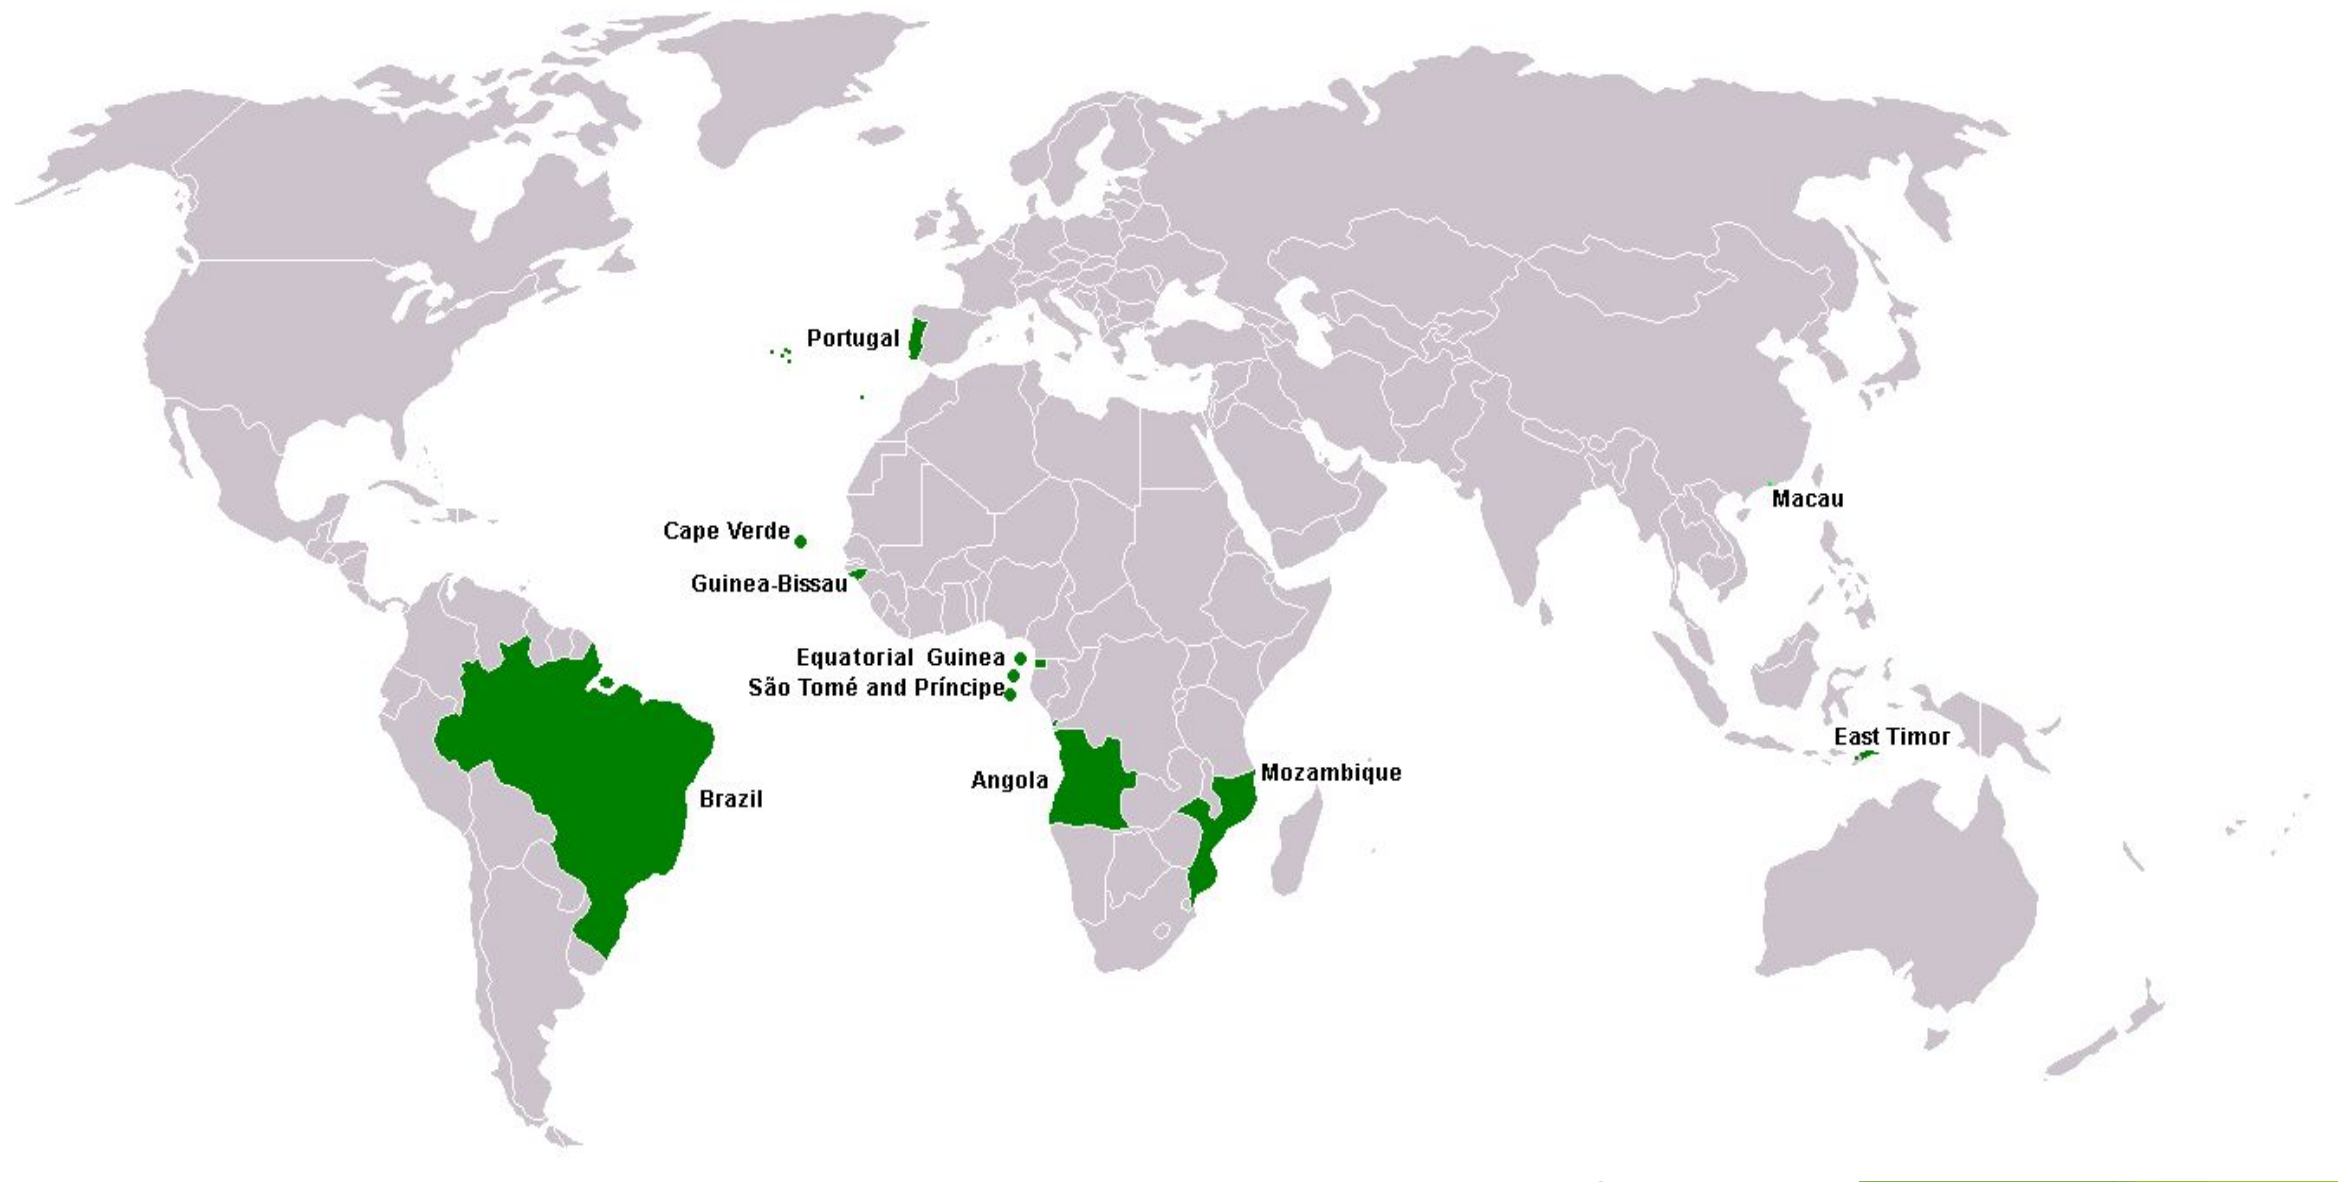 Portugal
Macau
Cape Verde
Guinea-Bissau
Equatorial Guinea
São Tomé and Príncipe
East Timor
Angola
Mozambique
Brazil